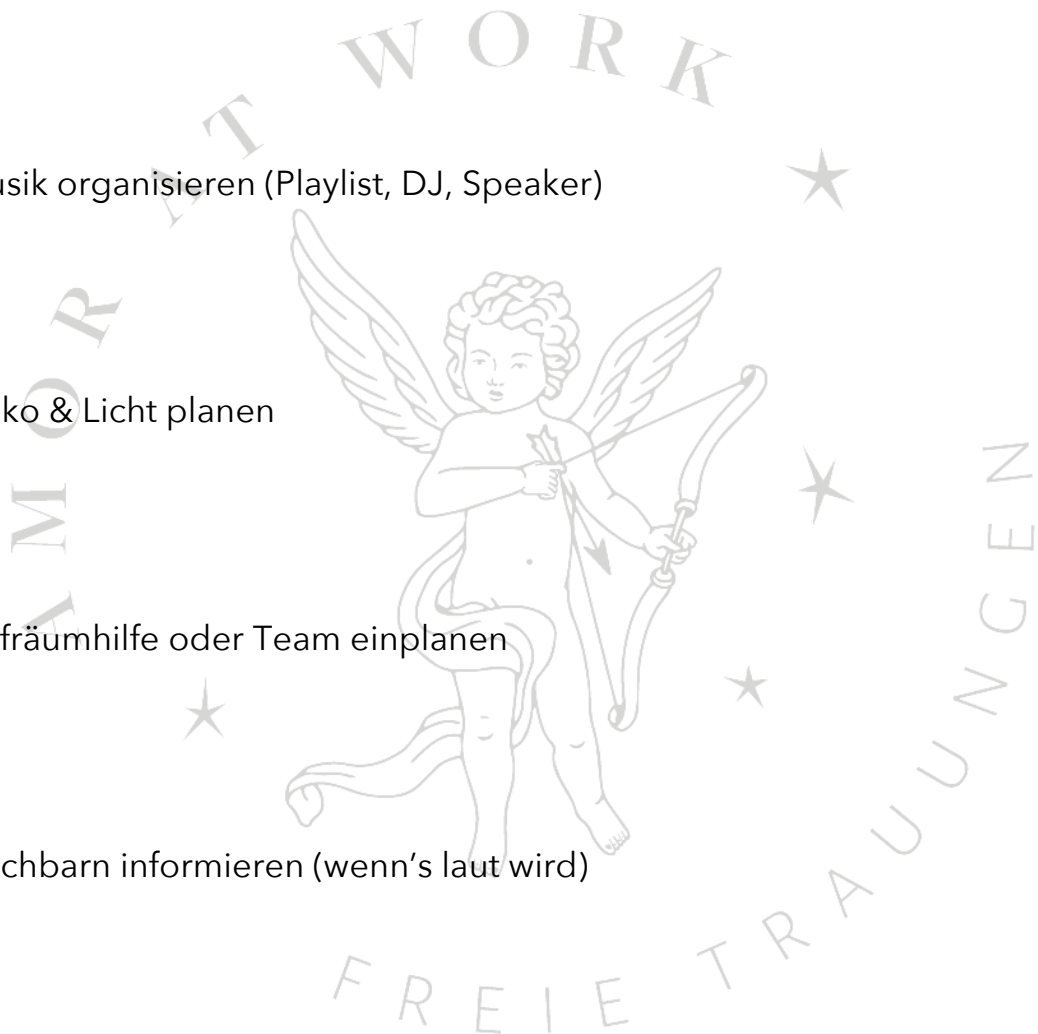 AMOR AT WORK
usik organisieren (Playlist, DJ, Speaker)
ko & Licht planen
fräumhilfe oder Team einplanen
chbarn informieren (wenn’s laut wird)
FREIE TRAUUNGEN